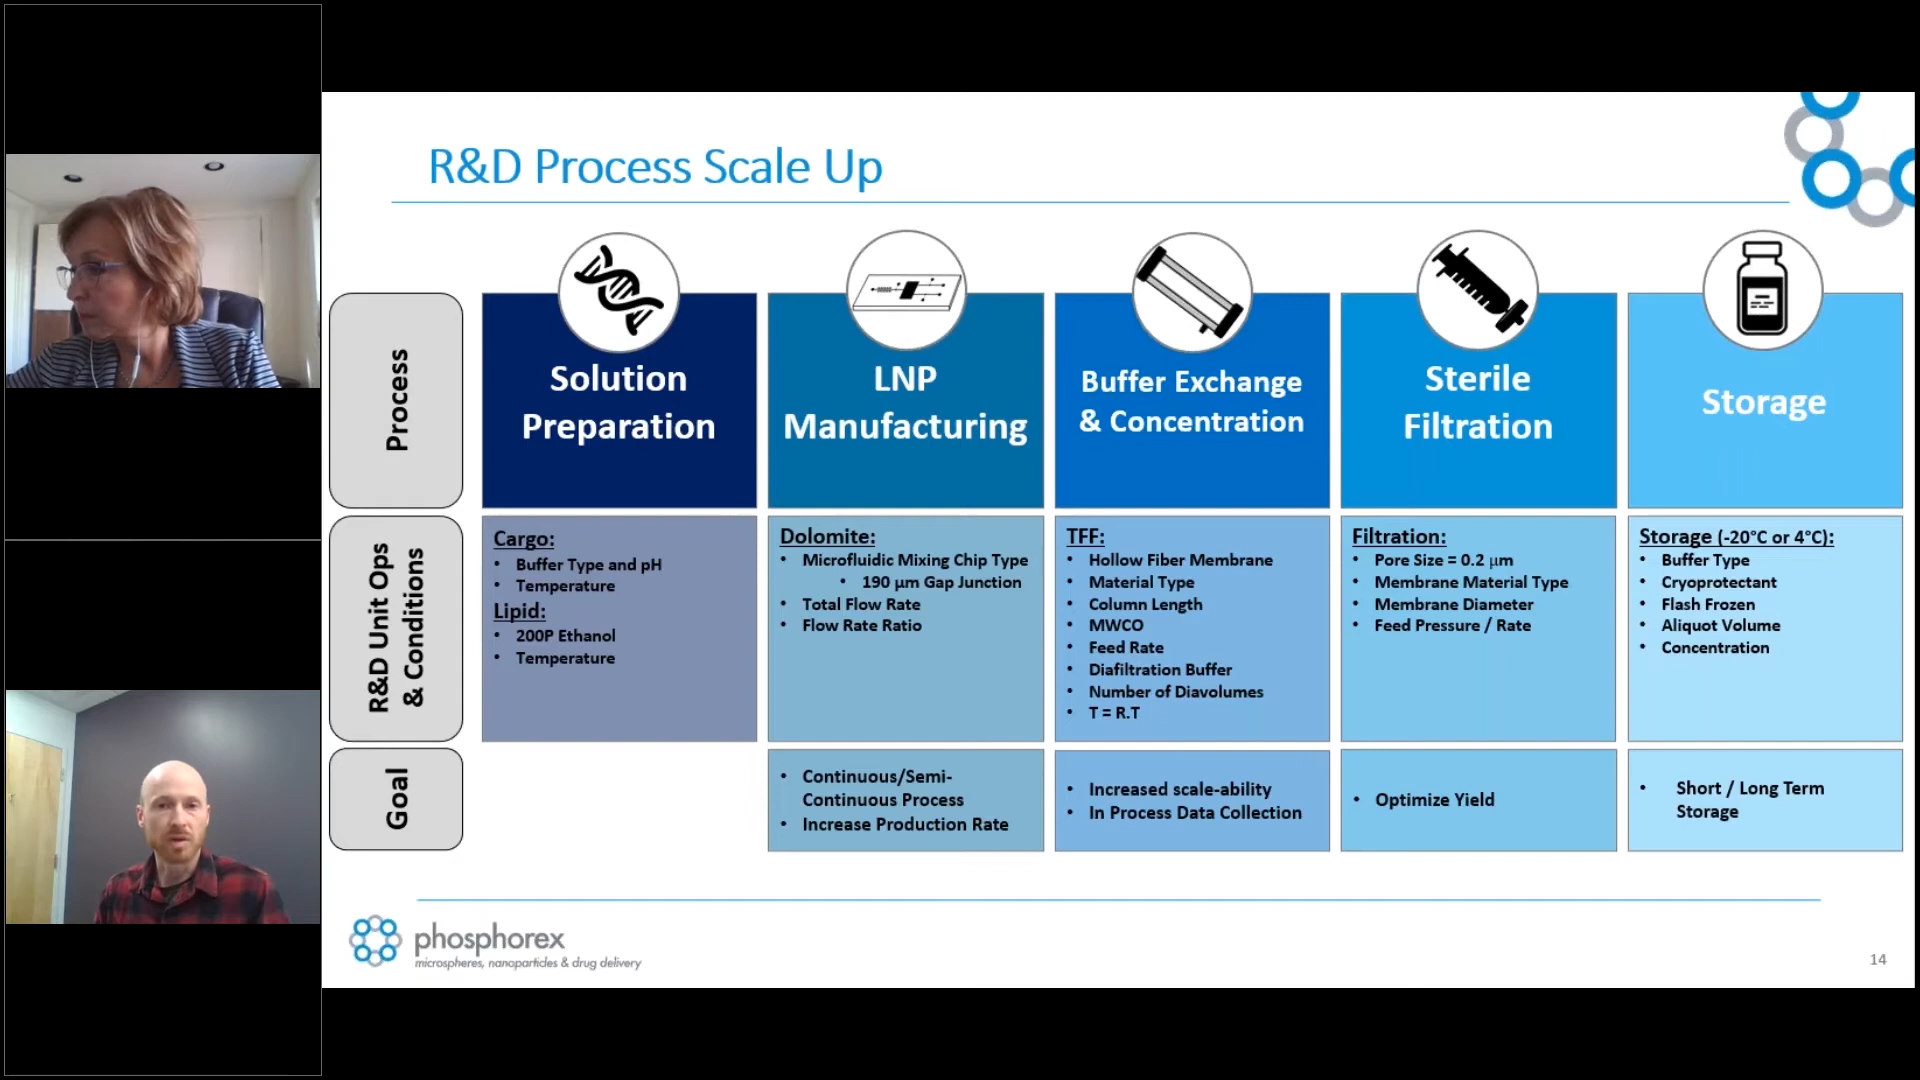 R&D Process Scale Up
Process
Solution
Preparation
LNP
Manufacturing
Buffer Exchange
& Concentration
Sterile
Filtration
Storage
R&D Unit Ops
& Conditions
Cargo:
• Buffer Type and pH
• Temperature
Lipid:
• 200P Ethanol
• Temperature
Dolomite:
• Microfluidic Mixing Chip Type
• 190 µm Gap Junction
• Total Flow Rate
• Flow Rate Ratio
TFF:
• Hollow Fiber Membrane
• Material Type
• Column Length
• MWCO
• Feed Rate
• Diafiltration Buffer
• Number of Diavolumes
• T = R.T
Filtration:
• Pore Size = 0.2 µm
• Membrane Material Type
• Membrane Diameter
• Feed Pressure / Rate
Storage (-20°C or 4°C):
• Buffer Type
• Cryoprotectant
• Flash Frozen
• Aliquot Volume
• Concentration
Goal
• Continuous/Semi-
Continuous Process
• Increase Production Rate
• Increased scale-ability
• In Process Data Collection
• Optimize Yield
• Short / Long Term
Storage
phosphorex
microspheres, nanoparticles & drug delivery
14